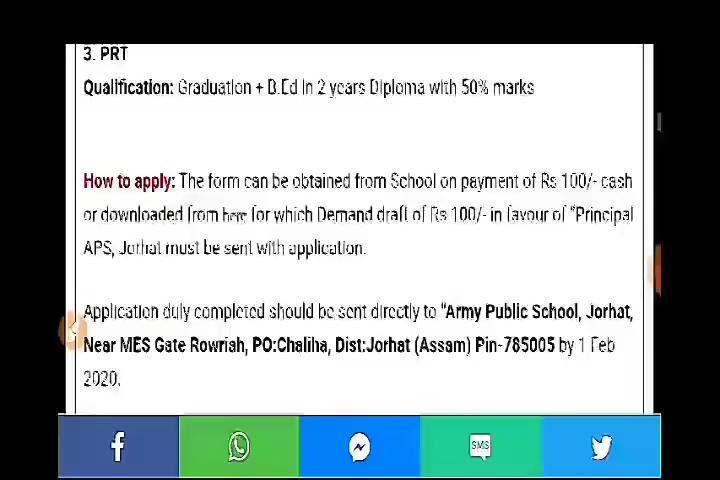 3. PRT
Qualification: Graduation + B.Ed in 2 years Diploma with 50% marks
How to apply: The form can be obtained from School on payment of Rs 100/- cash
or downloaded from here for which Demand draft of Rs 100/- in favour of “Principal
APS, Jorhat must be sent with application.
Application duly completed should be sent directly to “Army Public School, Jorhat,
Near MES Gate Rowriah, PO:Chaliha, Dist:Jorhat (Assam) Pin-785005 by 1 Feb
2020.
SMS